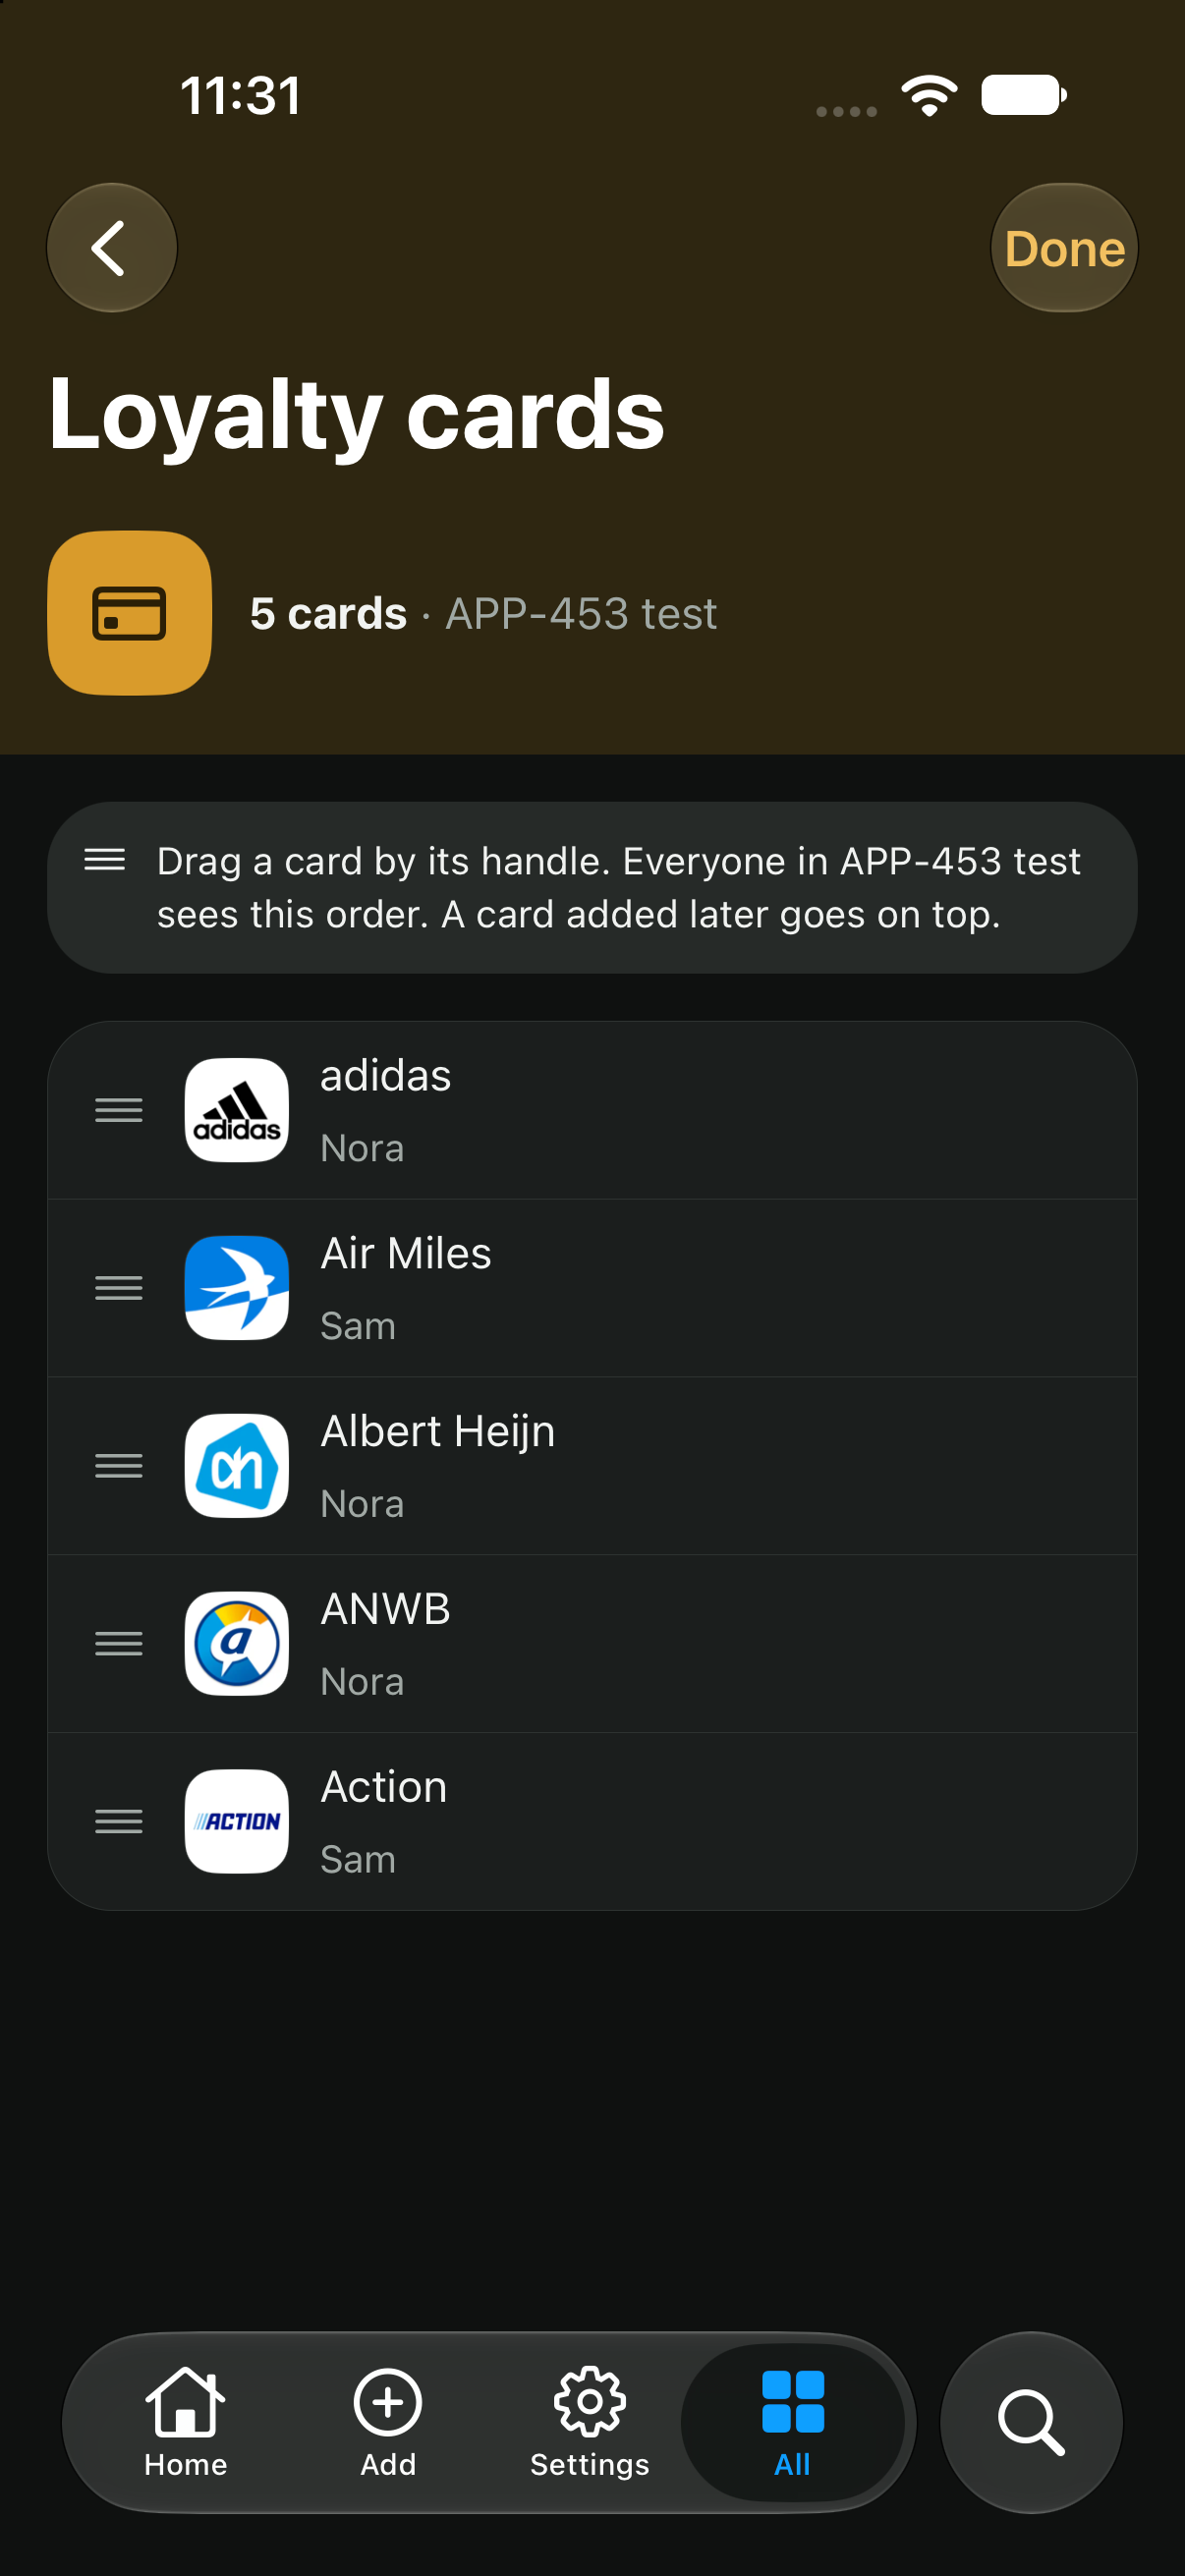 11:31
Done
Loyalty cards
5 cards · APP-453 test
Drag a card by its handle. Everyone in APP-453 test
sees this order. A card added later goes on top.
adidas
adidas
Nora
Air Miles
Sam
Albert Heijn
ah
Nora
ANWB
a
Nora
Action
ACTION
Sam
Home
Add
Settings
All